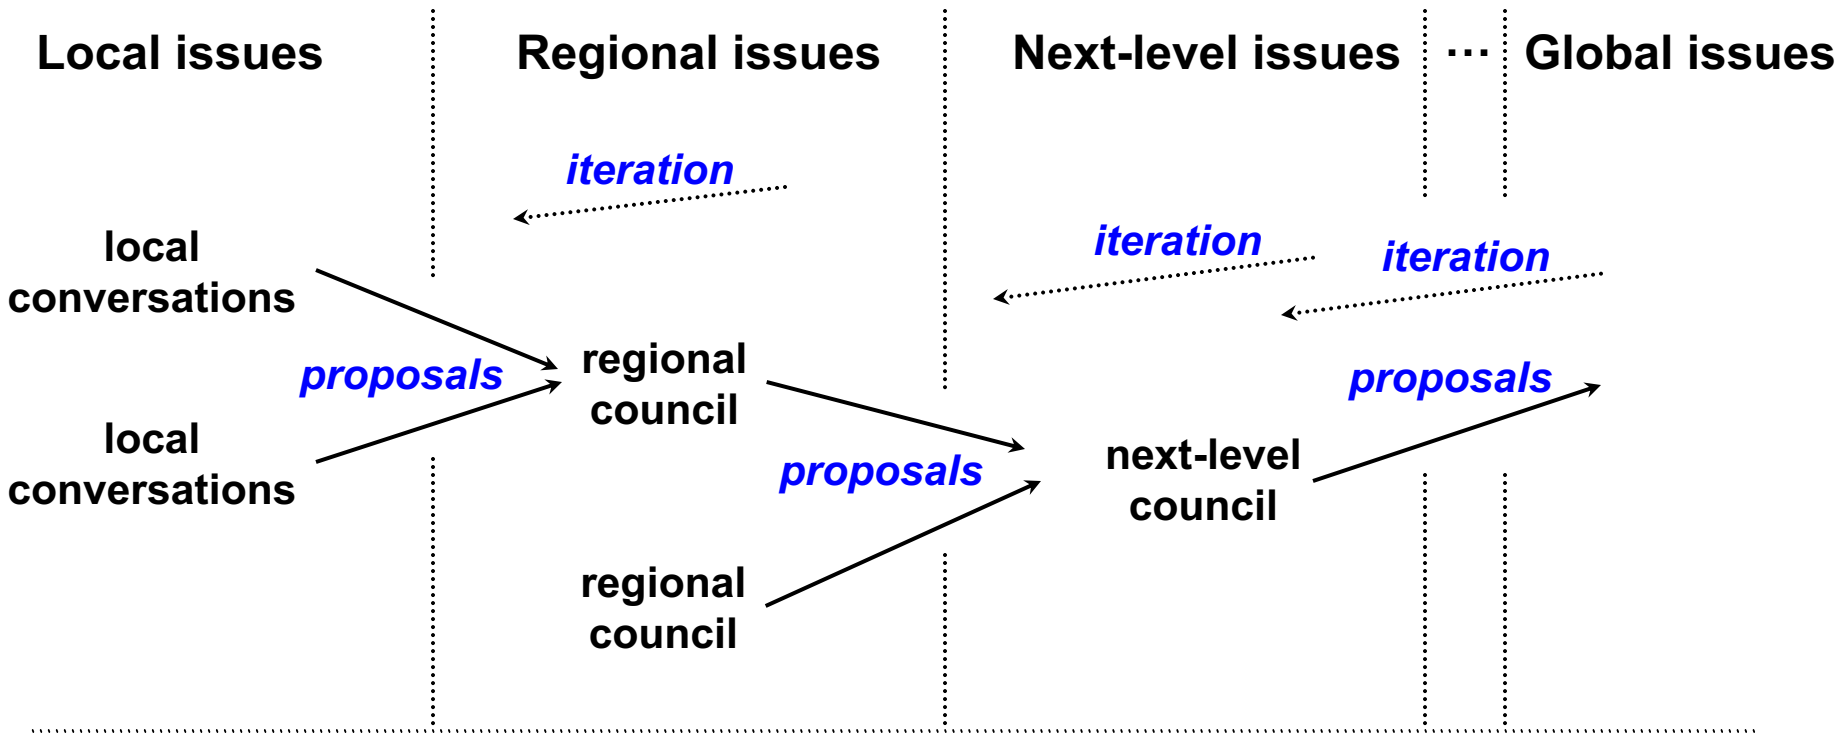 Local issues
Regional issues
Next-level issues
...
Global issues
iteration
iteration
iteration
local
conversations
proposals
regional
council
proposals
local
conversations
proposals
next-level
council
regional
council